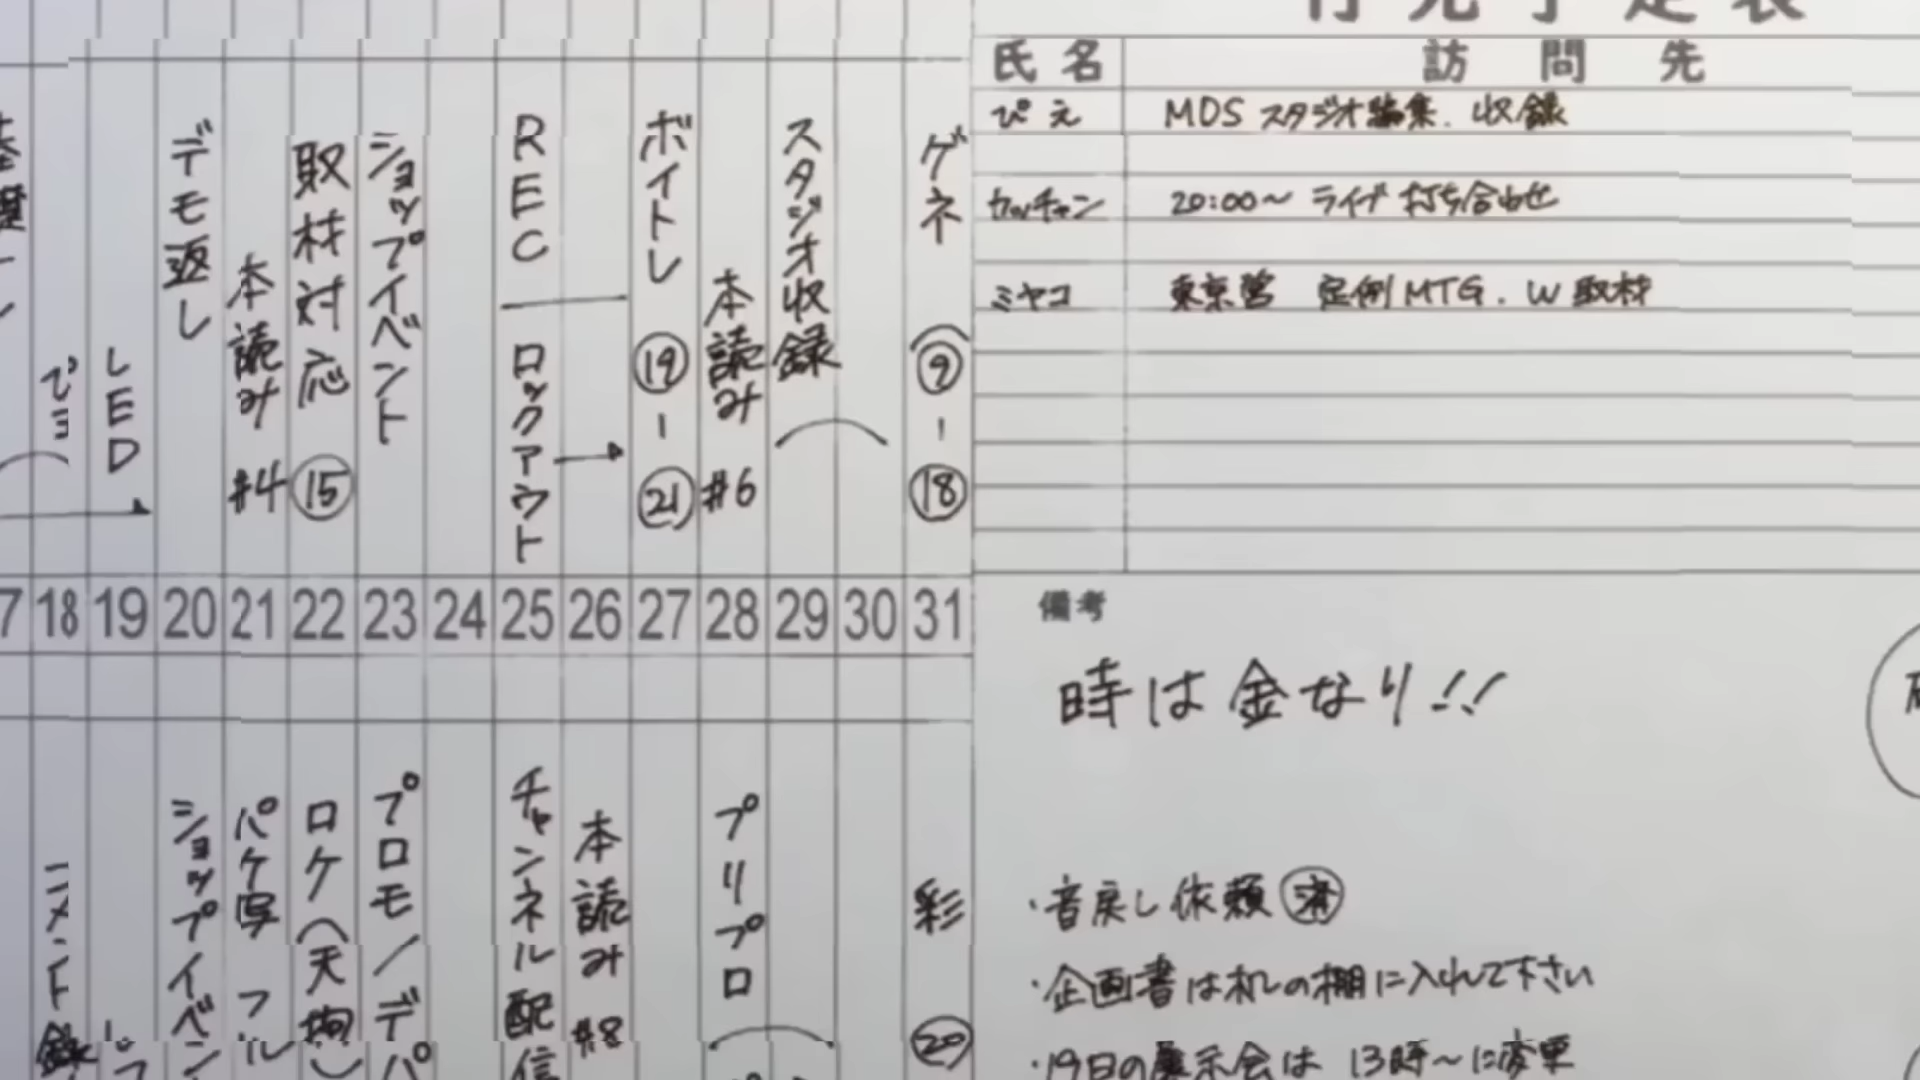 デモ返し
本読み #4
取材対応 ⑮
ショップイベント
REC ロックアウト
ボイトレ ⑲-㉑
本読み #6
スタジオ収録
ゲネ ⑨-⑱
LED
7 18 19 20 21 22 23 24 25 26 27 28 29 30 31
ショップイベン
パケ写 フル
ロケ(天拘)
プロモ/デパ
チャンネル配信
本読み #8
プリプロ
彩 ⑳
氏名 訪問先
ぴえ MDSスタジオ編集. 収録
カッチャン 20:00〜 ライブ 打ち合わせ
ミヤコ 東京営 定例MTG. W取材
備考
時は金なり!!
・音戻し依頼 済
・企画書は机の棚に入れて下さい
・19日の展示会は 13時〜に変更